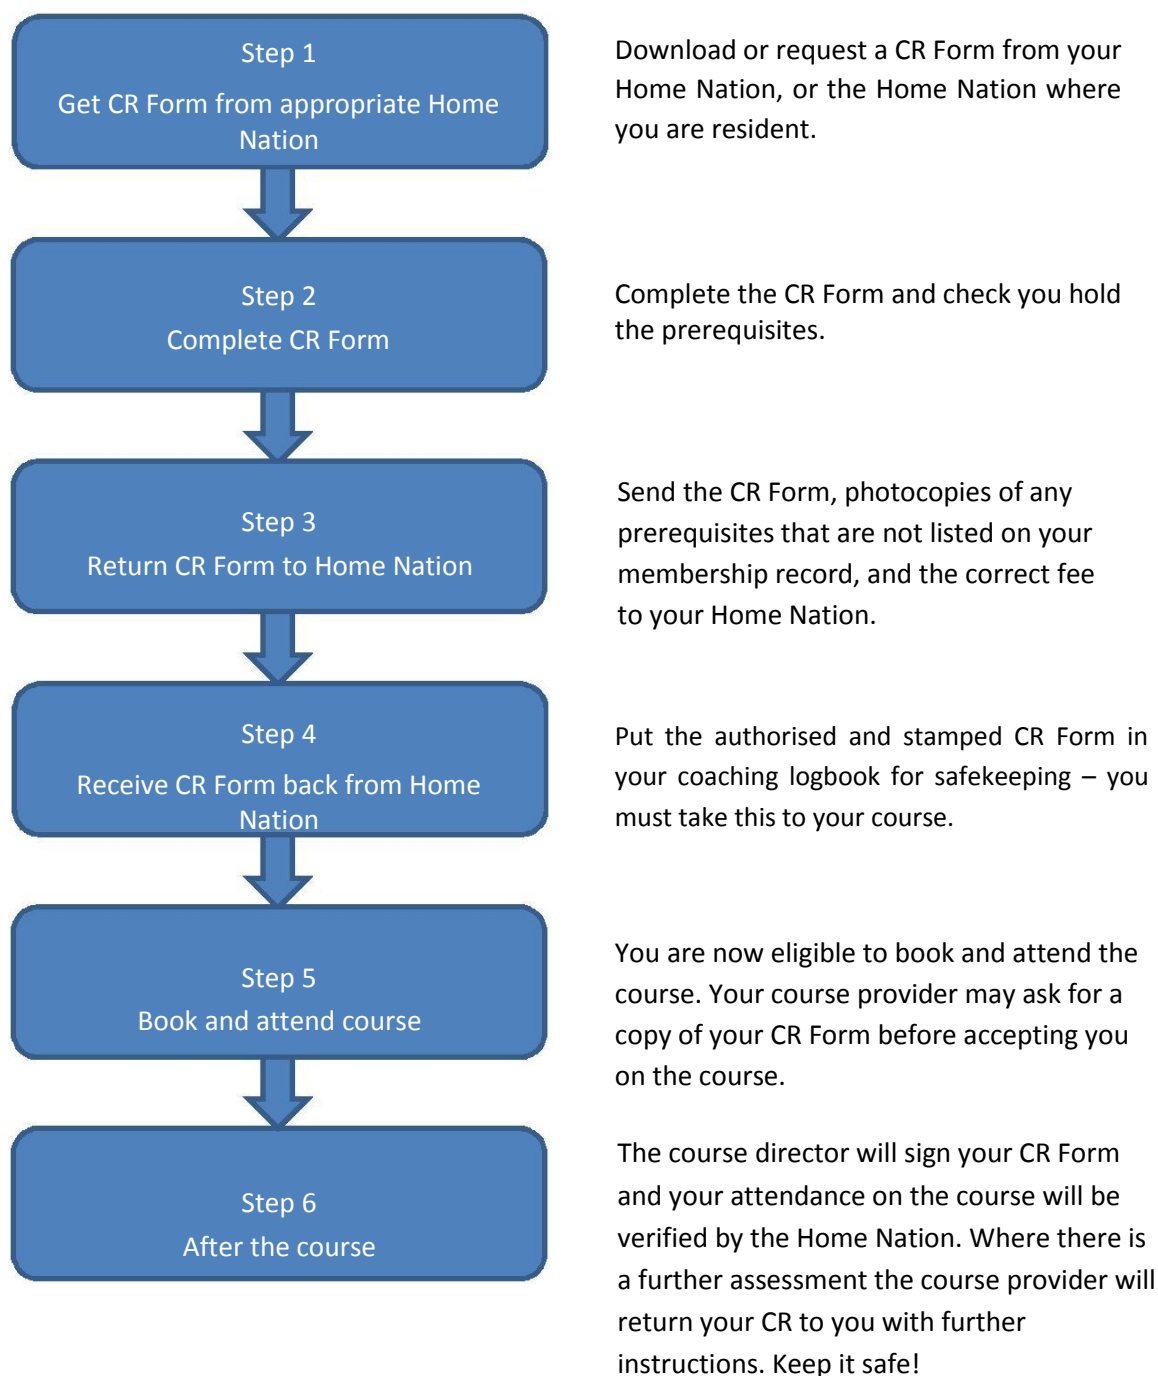 Step 1
Get CR Form from appropriate Home
Nation
Download or request a CR Form from your
Home Nation, or the Home Nation where
you are resident.
Step 2
Complete CR Form
Complete the CR Form and check you hold
the prerequisites.
Step 3
Return CR Form to Home Nation
Send the CR Form, photocopies of any
prerequisites that are not listed on your
membership record, and the correct fee
to your Home Nation.
Step 4
Receive CR Form back from Home
Nation
Put the authorised and stamped CR Form in
your coaching logbook for safekeeping – you
must take this to your course.
Step 5
Book and attend course
You are now eligible to book and attend the
course. Your course provider may ask for a
copy of your CR Form before accepting you
on the course.
Step 6
After the course
The course director will sign your CR Form
and your attendance on the course will be
verified by the Home Nation. Where there is
a further assessment the course provider will
return your CR to you with further
instructions. Keep it safe!